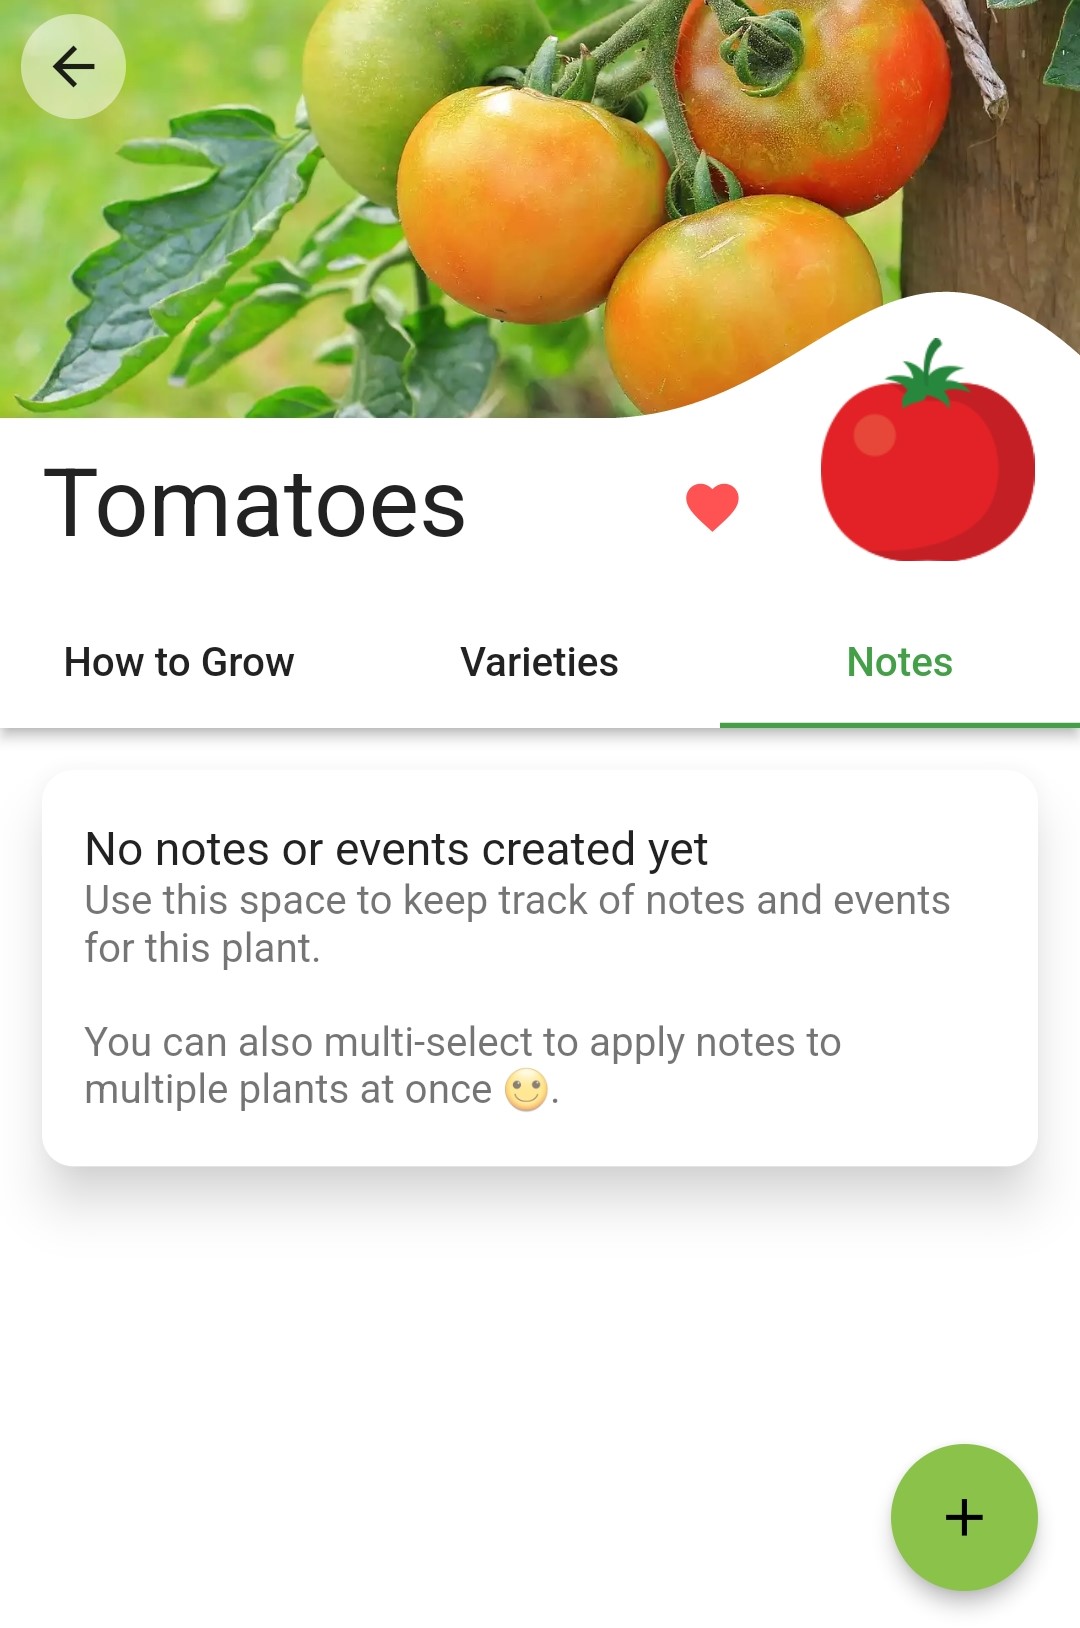 Tomatoes
How to Grow
Varieties
Notes
No notes or events created yet
Use this space to keep track of notes and events
for this plant.
You can also multi-select to apply notes to
multiple plants at once 🙂.